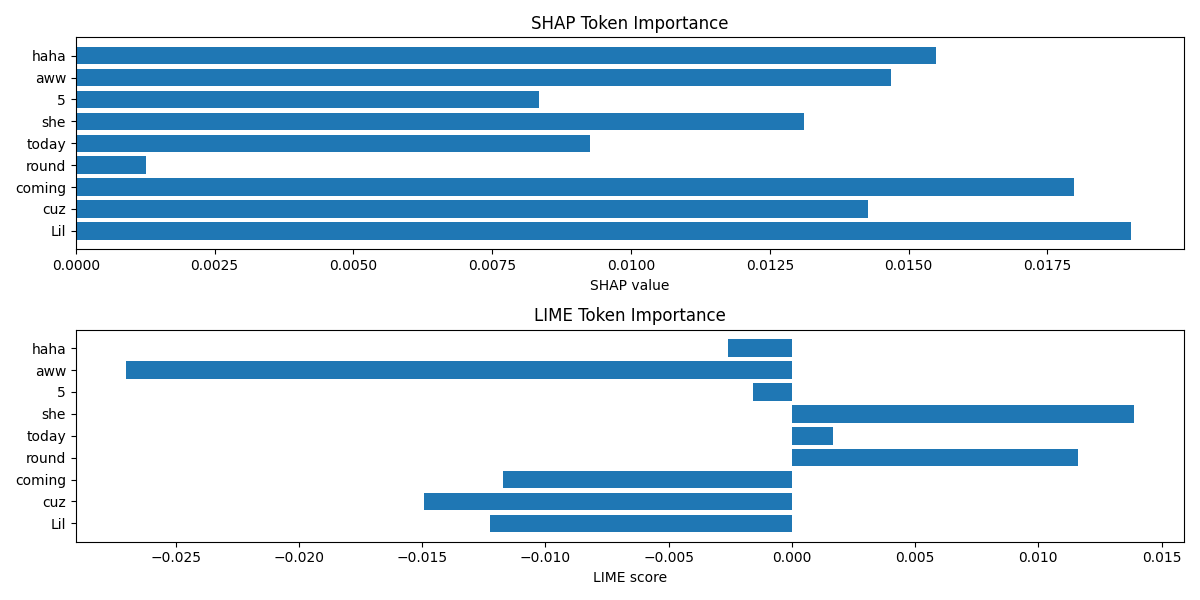 SHAP Token Importance
haha
aww
5
she
today
round
coming
cuz
Lil
0.0000 0.0025 0.0050 0.0075 0.0100 0.0125 0.0150 0.0175
SHAP value
LIME Token Importance
haha
aww
5
she
today
round
coming
cuz
Lil
−0.025 −0.020 −0.015 −0.010 −0.005 0.000 0.005 0.010 0.015
LIME score